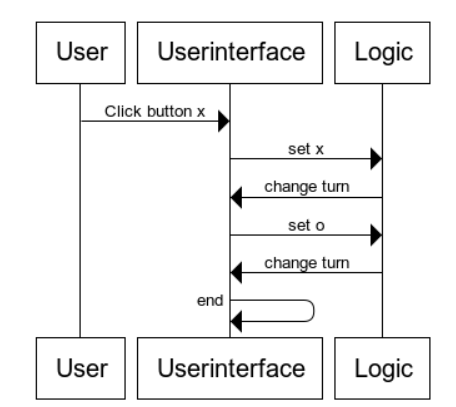 User Userinterface Logic
Click button x
set x
change turn
set o
change turn
end
User Userinterface Logic